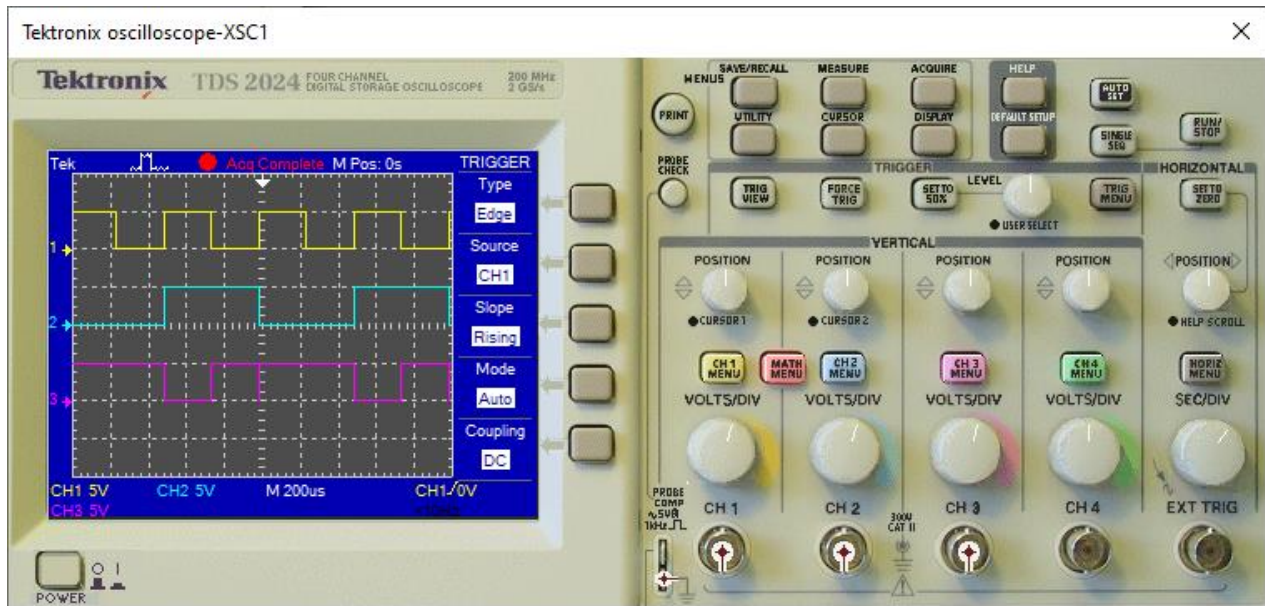 Tektronix oscilloscope-XSC1
Tektronix TDS 2024 FOUR CHANNEL DIGITAL STORAGE OSCILLOSCOPE 200 MHz 2 GS/s
Tek Acq Complete M Pos: 0s TRIGGER
Type
Edge
Source
CH1
Slope
Rising
Mode
Auto
Coupling
DC
1
2
3
CH1 5V CH2 5V M 200us CH1 0V
CH3 5V
POWER
MENUS
SAVE/RECALL MEASURE ACQUIRE HELP
PRINT
AUTO SET
UTILITY CURSOR DISPLAY DEFAULT SETUP
SINGLE SEQ
RUN/ STOP
PROBE CHECK
TRIGGER
HORIZONTAL
TRIG VIEW
FORCE TRIG
SET TO 50%
LEVEL
USER SELECT
TRIG MENU
SET TO ZERO
VERTICAL
POSITION POSITION POSITION POSITION POSITION
CURSOR 1 CURSOR 2 HELP SCROLL
CH 1 MENU
MATH MENU
CH 2 MENU
CH 3 MENU
CH 4 MENU
HORIZ MENU
VOLTS/DIV VOLTS/DIV VOLTS/DIV VOLTS/DIV SEC/DIV
PROBE COMP
~5V@
1kHz
CH 1 CH 2 300V CAT II CH 3 CH 4 EXT TRIG